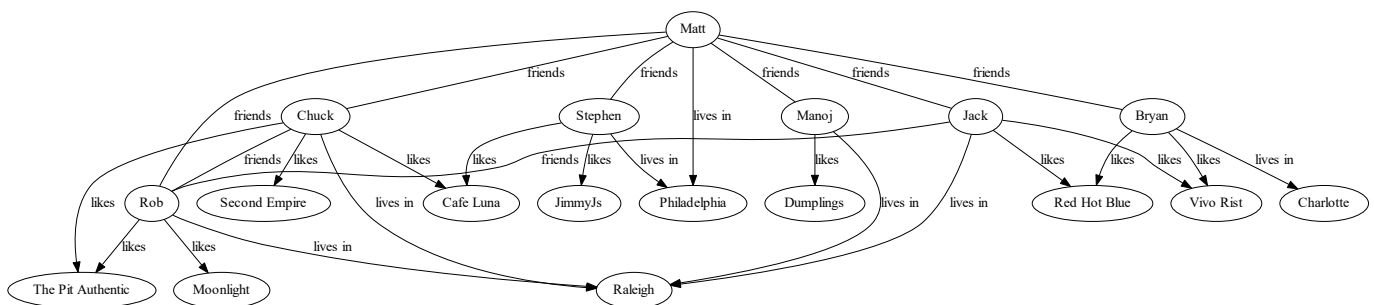 Matt
friends
friends
friends
friends
friends
friends
lives in
Chuck
Stephen
Manoj
Jack
Bryan
friends
likes
likes
likes
likes
lives in
friends
likes
likes
likes
lives in
likes
lives in
lives in
likes
likes
likes
lives in
Rob
Second Empire
Cafe Luna
JimmyJs
Philadelphia
Dumplings
Red Hot Blue
Vivo Rist
Charlotte
likes
likes
lives in
The Pit Authentic
Moonlight
Raleigh